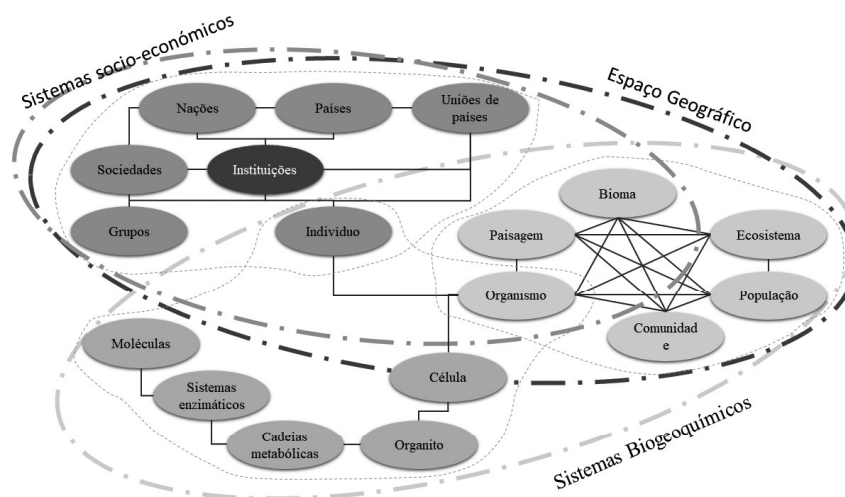 Sistemas socio-económicos
Espaço Geográfico
Nações
Países
Uniões de
países
Sociedades
Instituições
Grupos
Indivíduo
Bioma
Paisagem
Ecosistema
Organismo
População
Comunidad
e
Moléculas
Sistemas
enzimáticos
Célula
Cadeias
metabólicas
Organito
Sistemas Biogeoquímicos